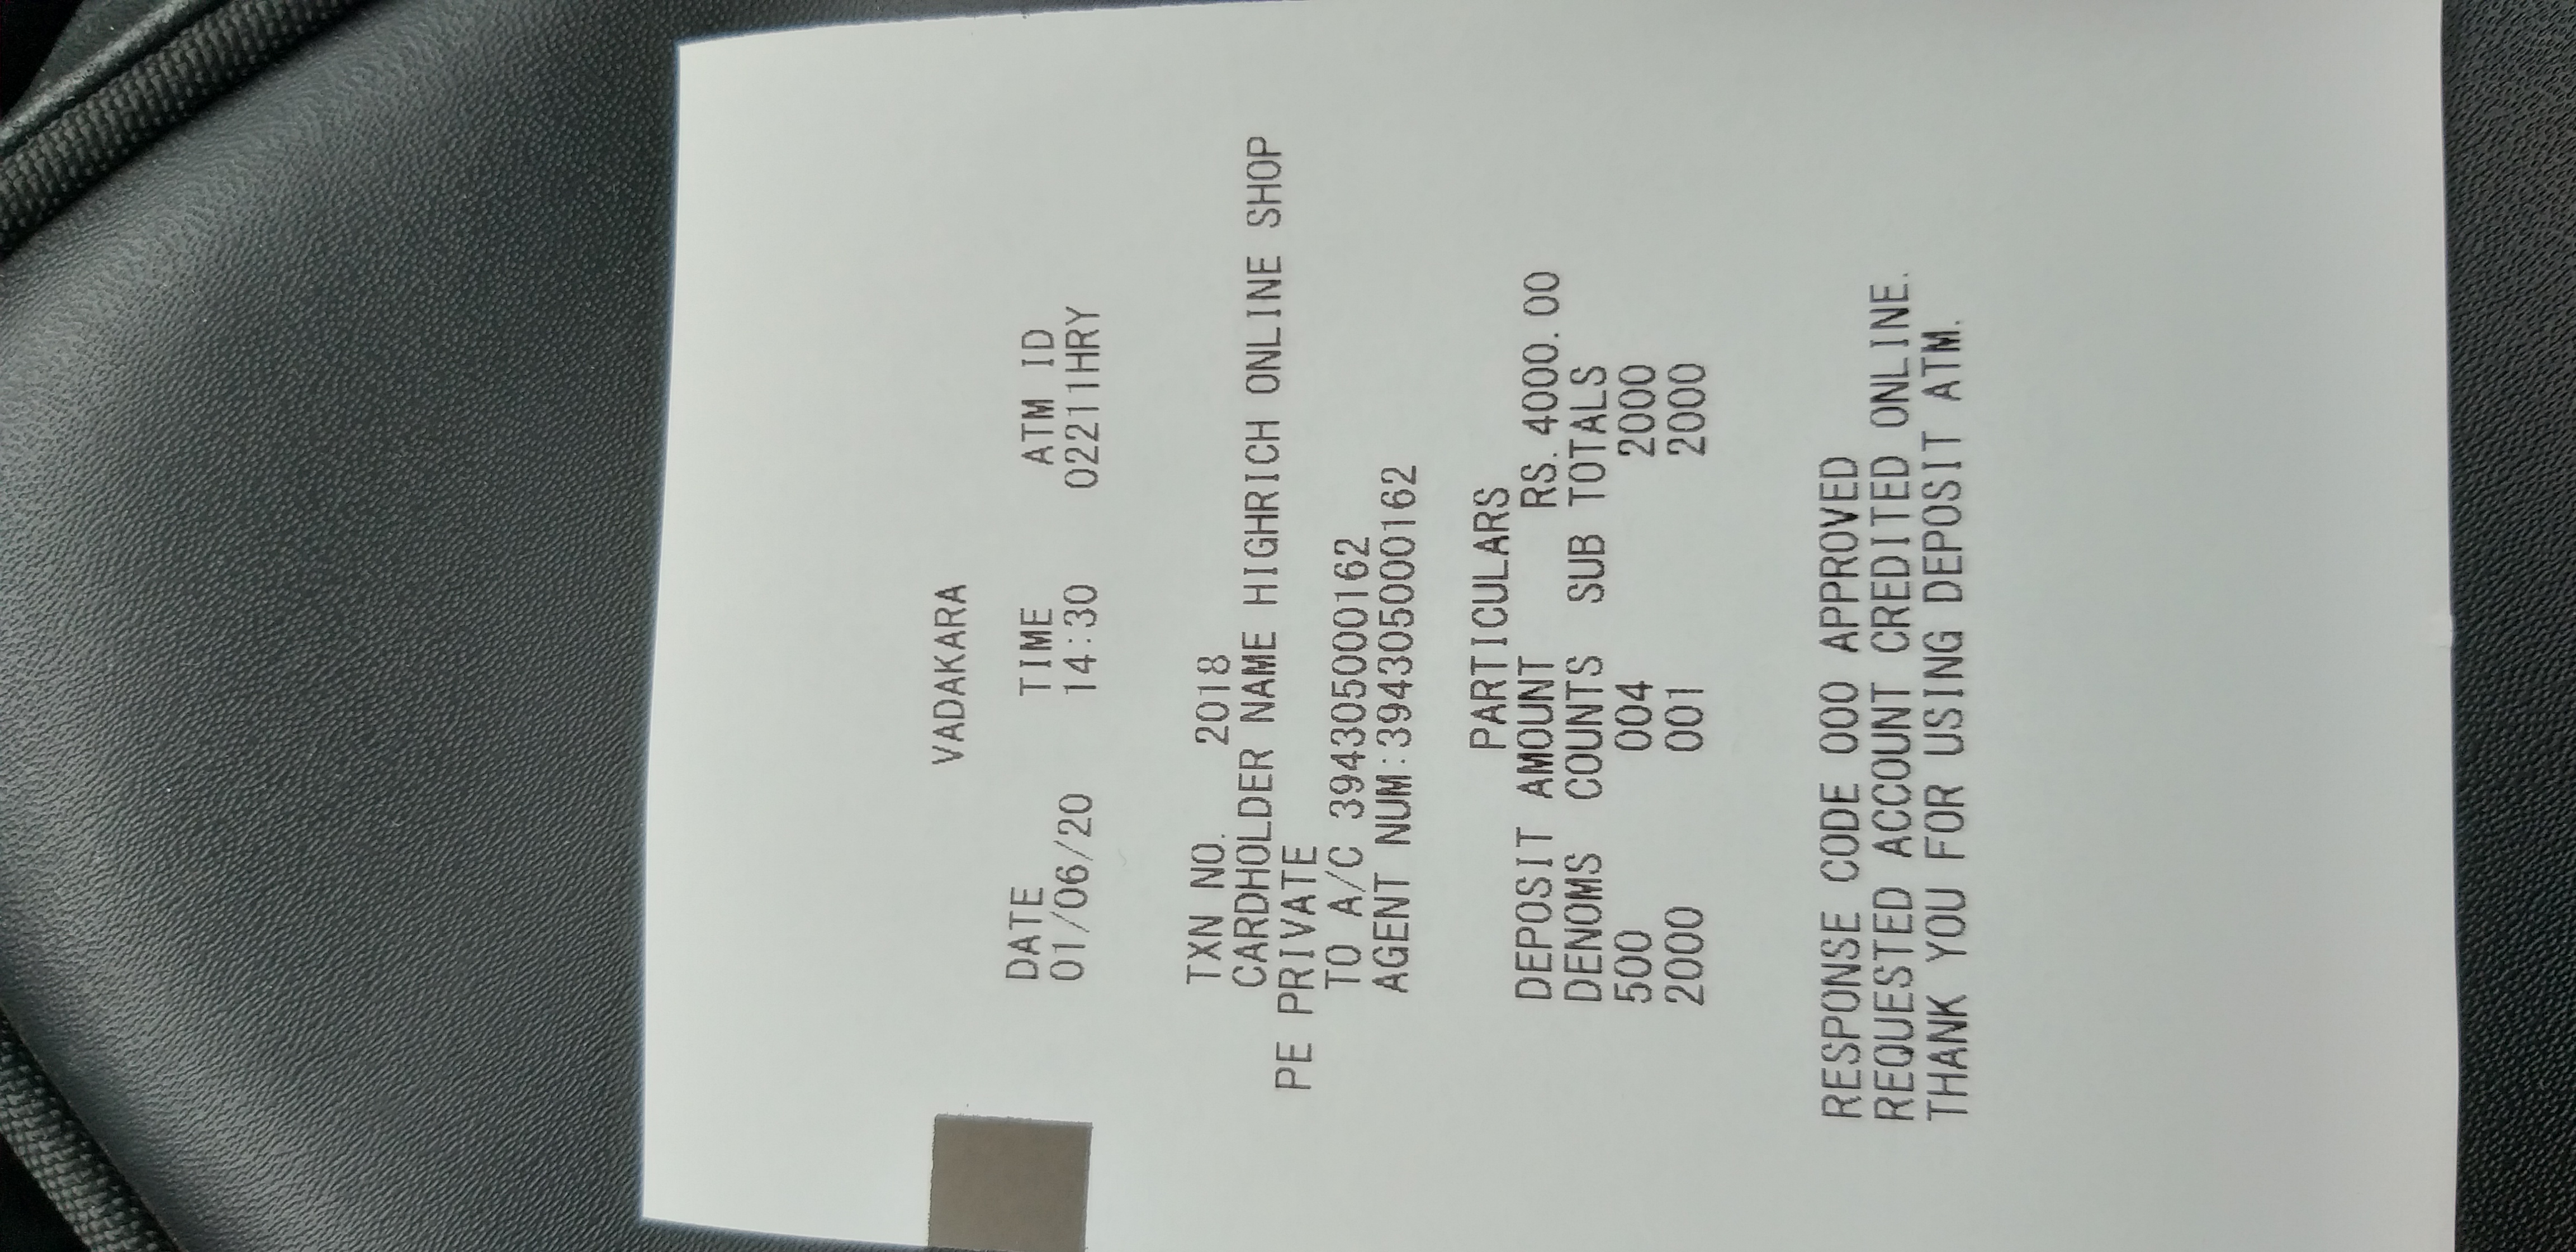 VADAKARA
DATE TIME ATM ID
01/06/20 14:30 02211HRY
TXN NO. 2018
CARDHOLDER NAME HIGHRICH ONLINE SHOP
PE PRIVATE
TO A/C 394305000162
AGENT NUM:394305000162
PARTICULARS
DEPOSIT AMOUNT RS. 4000.00
DENOMS COUNTS SUB TOTALS
500 004 2000
2000 001 2000
RESPONSE CODE 000 APPROVED
REQUESTED ACCOUNT CREDITED ONLINE.
THANK YOU FOR USING DEPOSIT ATM.